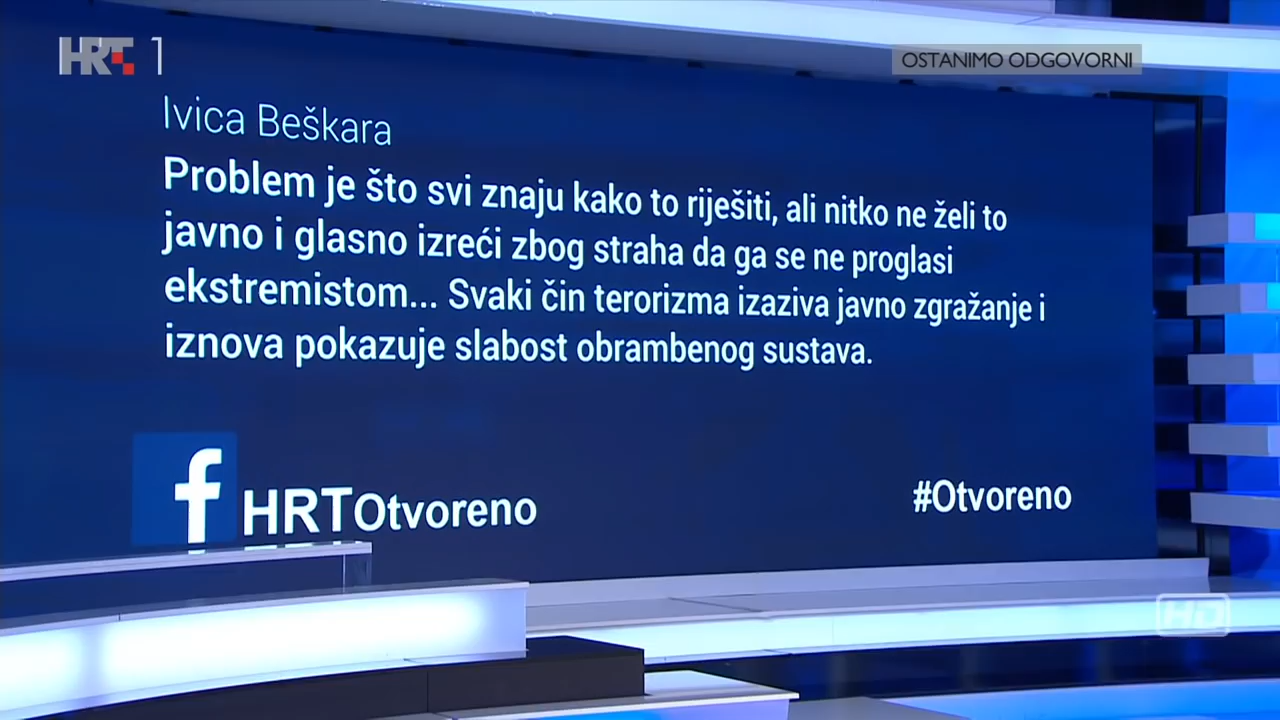 HRT 1
OSTANIMO ODGOVORNI
Ivica Beškara
Problem je što svi znaju kako to riješiti, ali nitko ne želi to
javno i glasno izreći zbog straha da ga se ne proglasi
ekstremistom... Svaki čin terorizma izaziva javno zgražanje i
iznova pokazuje slabost obrambenog sustava.
f HRTOtvoreno
#Otvoreno
HD